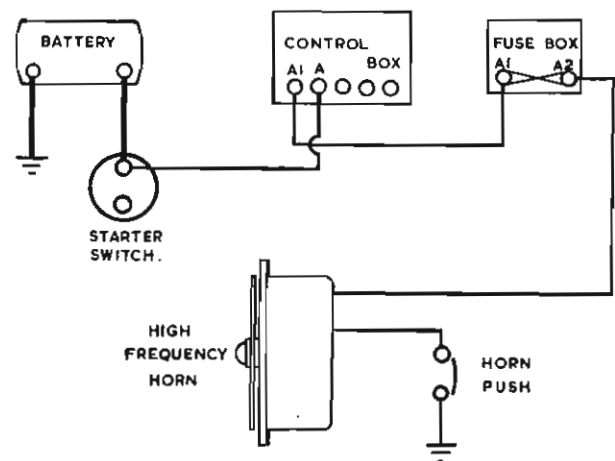 BATTERY
CONTROL
BOX
A1 A
FUSE BOX
A1 A2
STARTER
SWITCH.
HIGH
FREQUENCY
HORN
HORN
PUSH